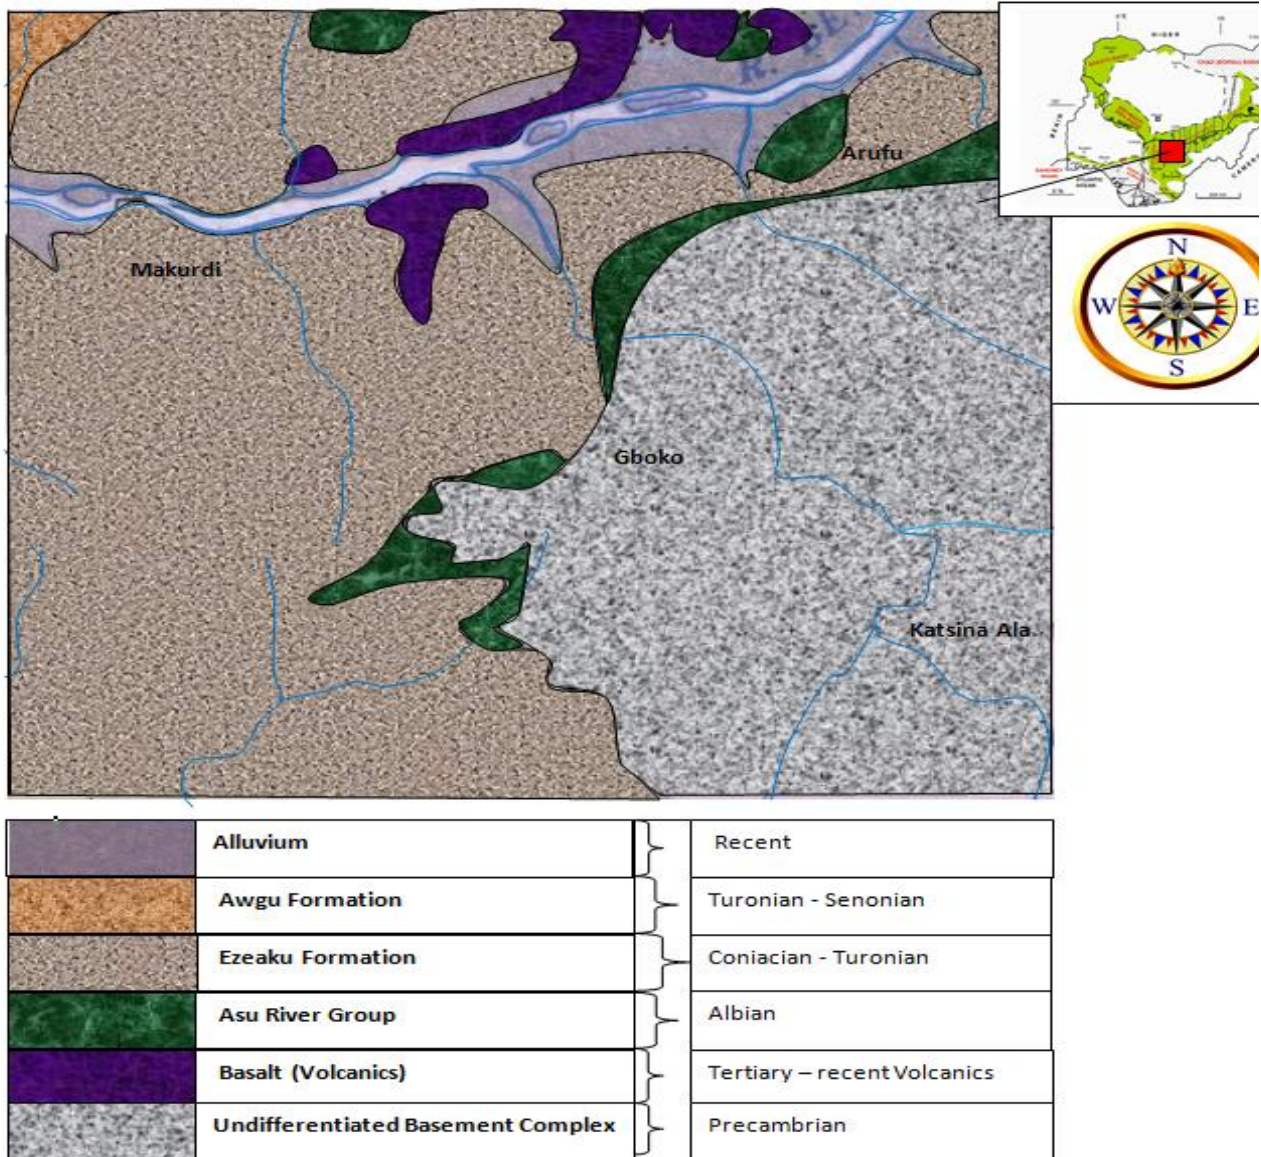 NIGER
Arufu
Makurdi
N
W
E
S
Gboko
Katsina Ala
Alluvium
Recent
Awgu Formation
Turonian - Senonian
Ezeaku Formation
Coniacian - Turonian
Asu River Group
Albian
Basalt (Volcanics)
Tertiary – recent Volcanics
Undifferentiated Basement Complex
Precambrian